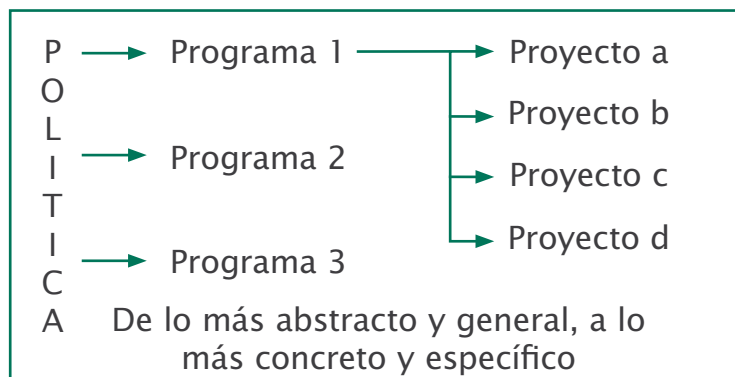 POLITICA
Programa 1
Programa 2
Programa 3
Proyecto a
Proyecto b
Proyecto c
Proyecto d
De lo más abstracto y general, a lo
más concreto y específico